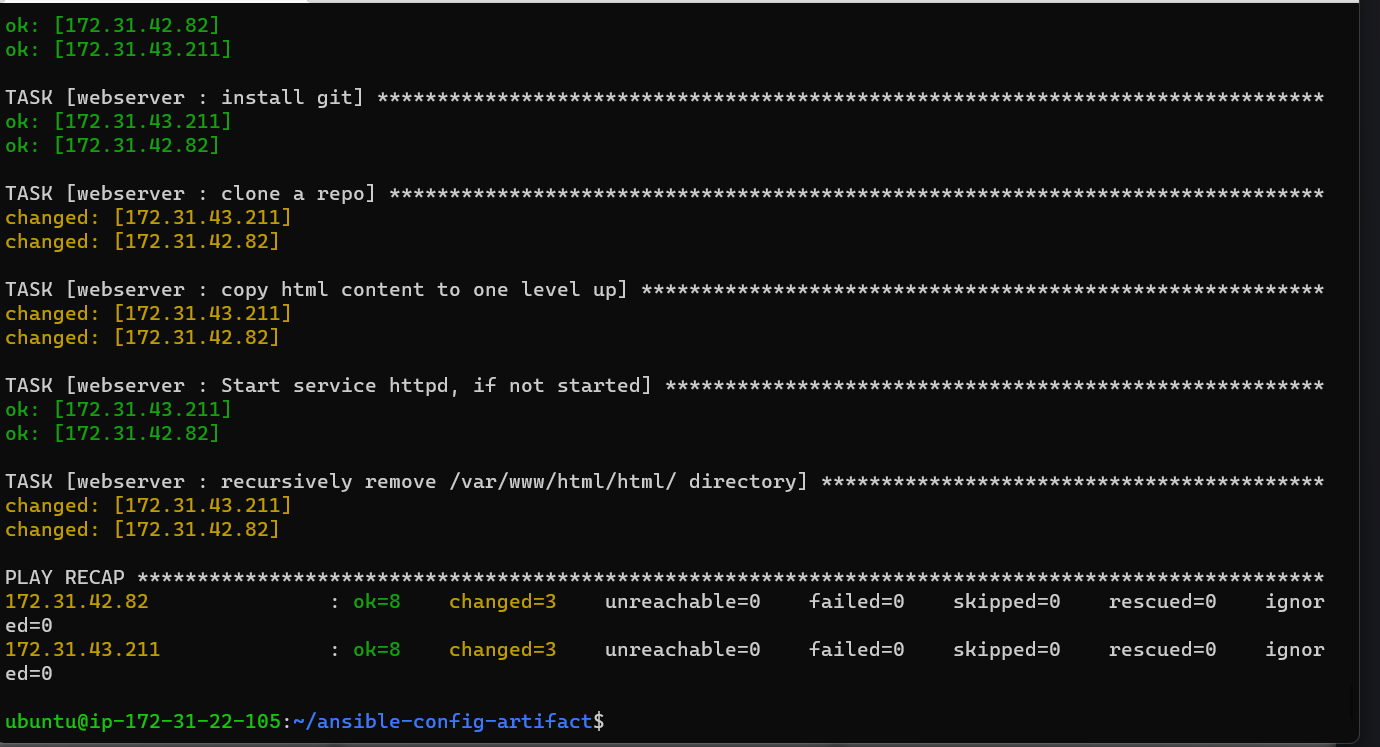 ok: [172.31.42.82]
ok: [172.31.43.211]
TASK [webserver : install git] *******************************************************************************
ok: [172.31.43.211]
ok: [172.31.42.82]
TASK [webserver : clone a repo] ******************************************************************************
changed: [172.31.43.211]
changed: [172.31.42.82]
TASK [webserver : copy html content to one level up] *********************************************************
changed: [172.31.43.211]
changed: [172.31.42.82]
TASK [webserver : Start service httpd, if not started] *******************************************************
ok: [172.31.43.211]
ok: [172.31.42.82]
TASK [webserver : recursively remove /var/www/html/html/ directory] ******************************************
changed: [172.31.43.211]
changed: [172.31.42.82]
PLAY RECAP ***************************************************************************************************
172.31.42.82               : ok=8    changed=3    unreachable=0    failed=0    skipped=0    rescued=0    ignor
ed=0
172.31.43.211              : ok=8    changed=3    unreachable=0    failed=0    skipped=0    rescued=0    ignor
ed=0
ubuntu@ip-172-31-22-105:~/ansible-config-artifact$